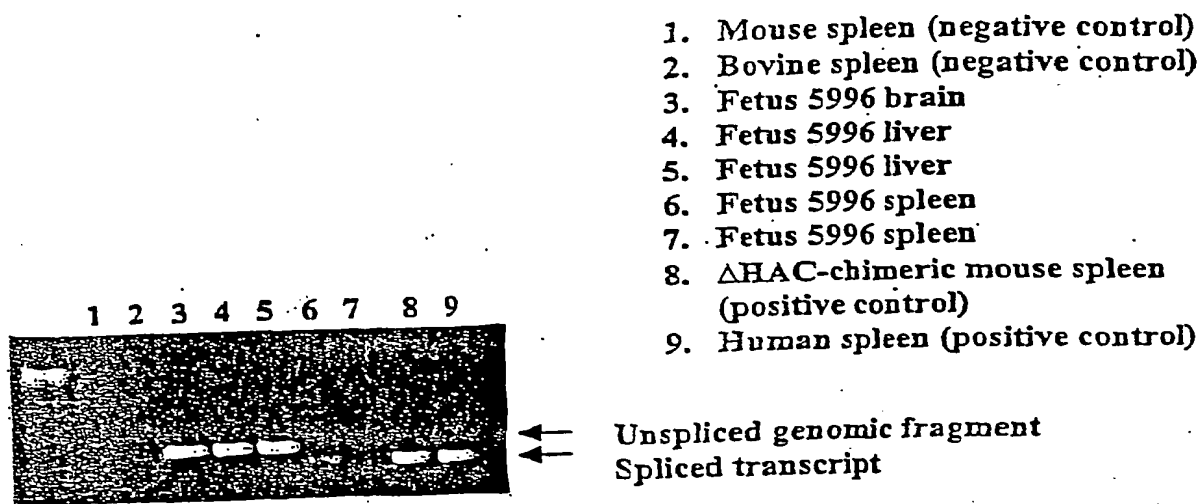 1. Mouse spleen (negative control)
2. Bovine spleen (negative control)
3. Fetus 5996 brain
4. Fetus 5996 liver
5. Fetus 5996 liver
6. Fetus 5996 spleen
7. Fetus 5996 spleen
8. ΔHAC-chimeric mouse spleen
(positive control)
9. Human spleen (positive control)
1 2 3 4 5 6 7 8 9
Unspliced genomic fragment
Spliced transcript